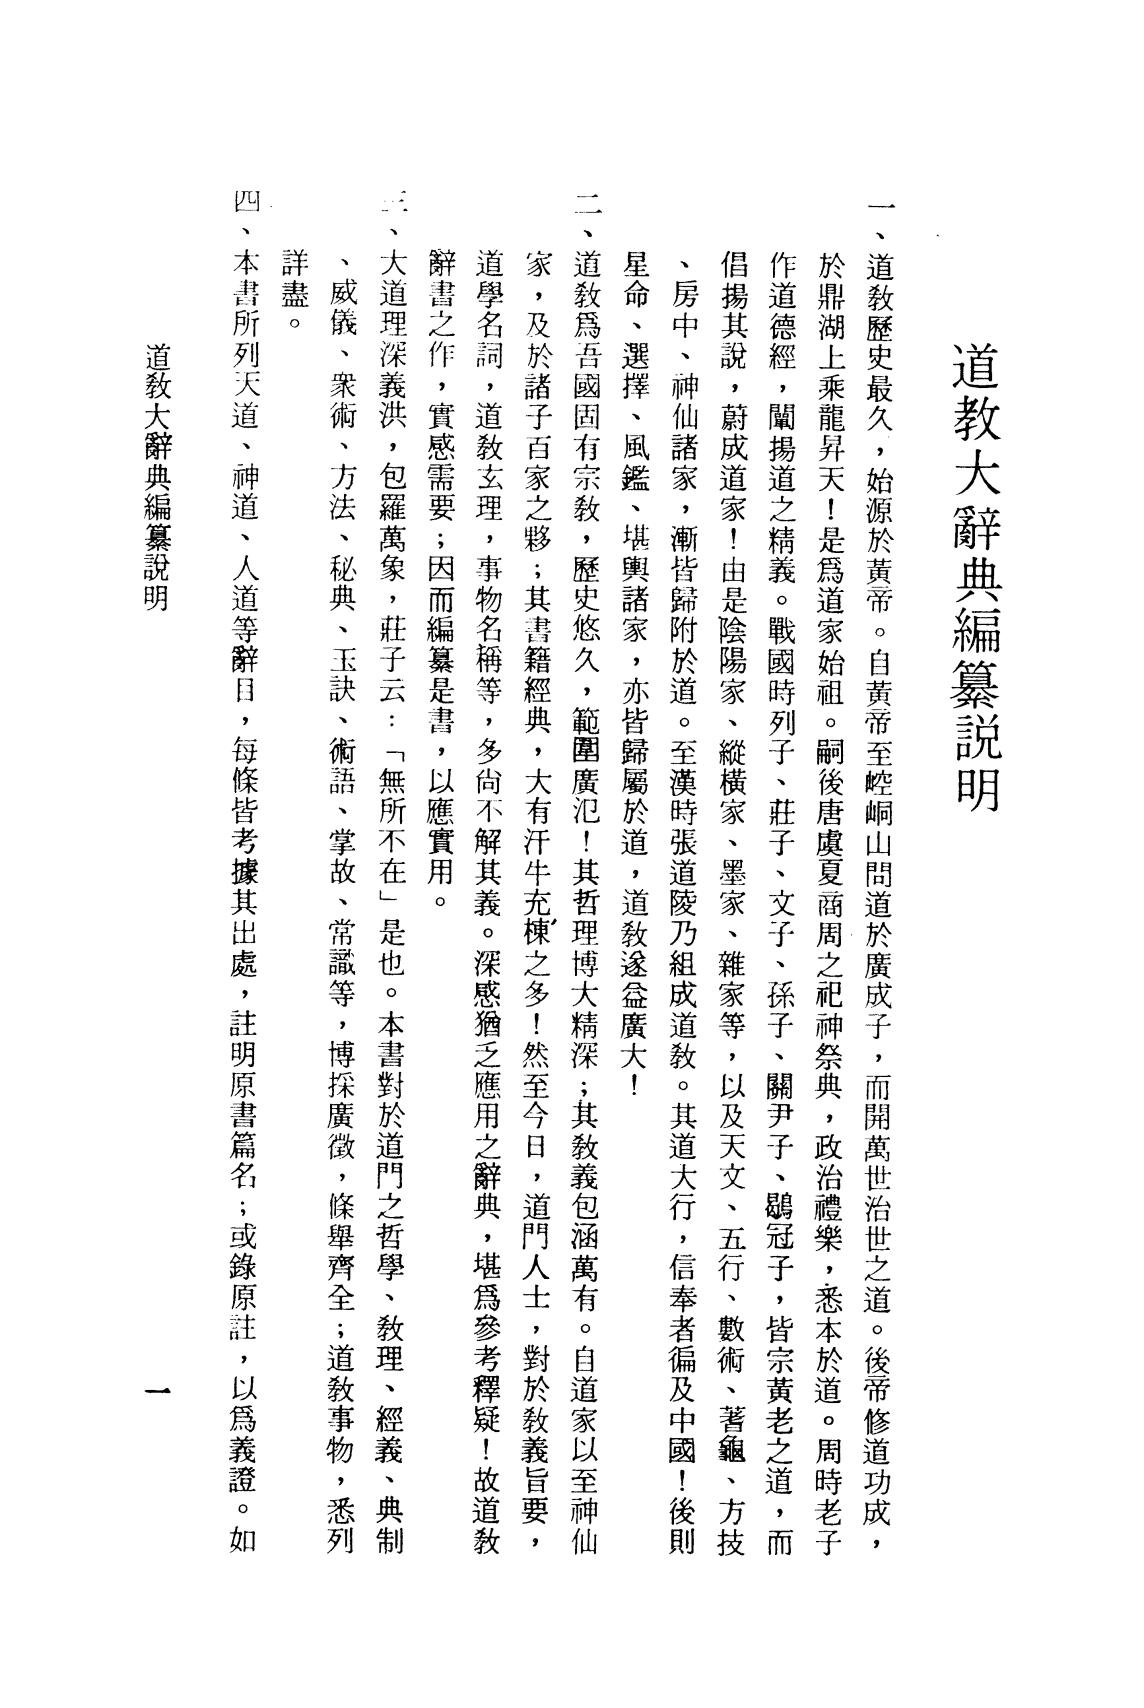 道教大辭典編纂說明
一、道教歷史最久，始源於黃帝。自黃帝至崆峒山問道於廣成子，而開萬世治世之道。後帝修道功成，
於鼎湖上乘龍昇天！是爲道家始祖。嗣後唐虞夏商周之祀神祭典，政治禮樂，悉本於道。周時老子
作道德經，闡揚道之精義。戰國時列子、莊子、文子、孫子、關尹子、鶡冠子，皆宗黃老之道，而
倡揚其說，蔚成道家！由是陰陽家、縱橫家、墨家、雜家等，以及天文、五行、數術、蓍龜、方技
、房中、神仙諸家，漸皆歸附於道。至漢時張道陵乃組成道教。其道大行，信奉者徧及中國！後則
星命、選擇、風鑑、堪輿諸家，亦皆歸屬於道，道教遂益廣大！
二、道教爲吾國固有宗教，歷史悠久，範圍廣氾！其哲理博大精深；其教義包涵萬有。自道家以至神仙
家，及於諸子百家之夥；其書籍經典，大有汗牛充棟之多！然至今日，道門人士，對於教義旨要，
道學名詞，道教玄理，事物名稱等，多尚不解其義。深感猶乏應用之辭典，堪爲參考釋疑！故道教
辭書之作，實感需要；因而編纂是書，以應實用。
三、大道理深義洪，包羅萬象，莊子云：「無所不在」是也。本書對於道門之哲學、教理、經義、典制
、威儀、衆術、方法、秘典、玉訣、術語、掌故、常識等，博採廣徵，條舉齊全；道教事物，悉列
詳盡。
四、本書所列天道、神道、人道等辭目，每條皆考據其出處，註明原書篇名；或錄原註，以爲義證。如
道教大辭典編纂說明
一